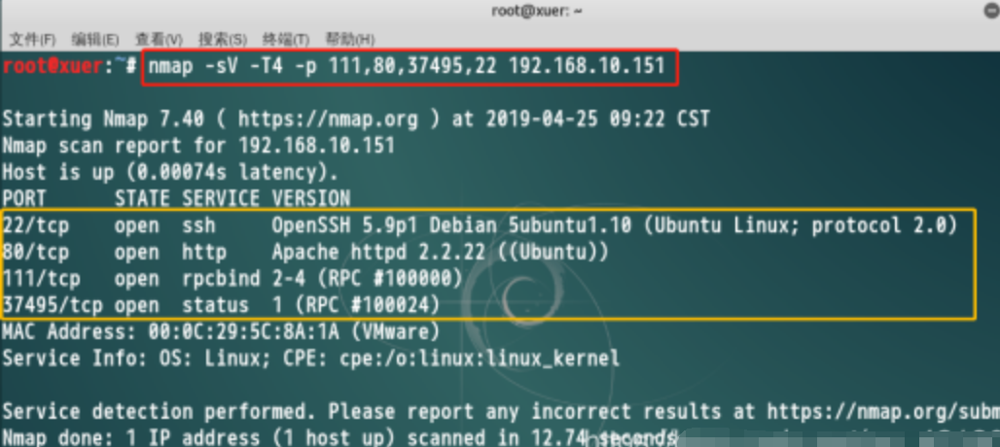 root@xuer: ~
文件(F) 编辑(E) 查看(V) 搜索(S) 终端(T) 帮助(H)
root@xuer:~# nmap -sV -T4 -p 111,80,37495,22 192.168.10.151
Starting Nmap 7.40 ( https://nmap.org ) at 2019-04-25 09:22 CST
Nmap scan report for 192.168.10.151
Host is up (0.00074s latency).
PORT STATE SERVICE VERSION
22/tcp open ssh OpenSSH 5.9p1 Debian 5ubuntu1.10 (Ubuntu Linux; protocol 2.0)
80/tcp open http Apache httpd 2.2.22 ((Ubuntu))
111/tcp open rpcbind 2-4 (RPC #100000)
37495/tcp open status 1 (RPC #100024)
MAC Address: 00:0C:29:5C:8A:1A (VMware)
Service Info: OS: Linux; CPE: cpe:/o:linux:linux_kernel
Service detection performed. Please report any incorrect results at https://nmap.org/subm
Nmap done: 1 IP address (1 host up) scanned in 12.74 seconds